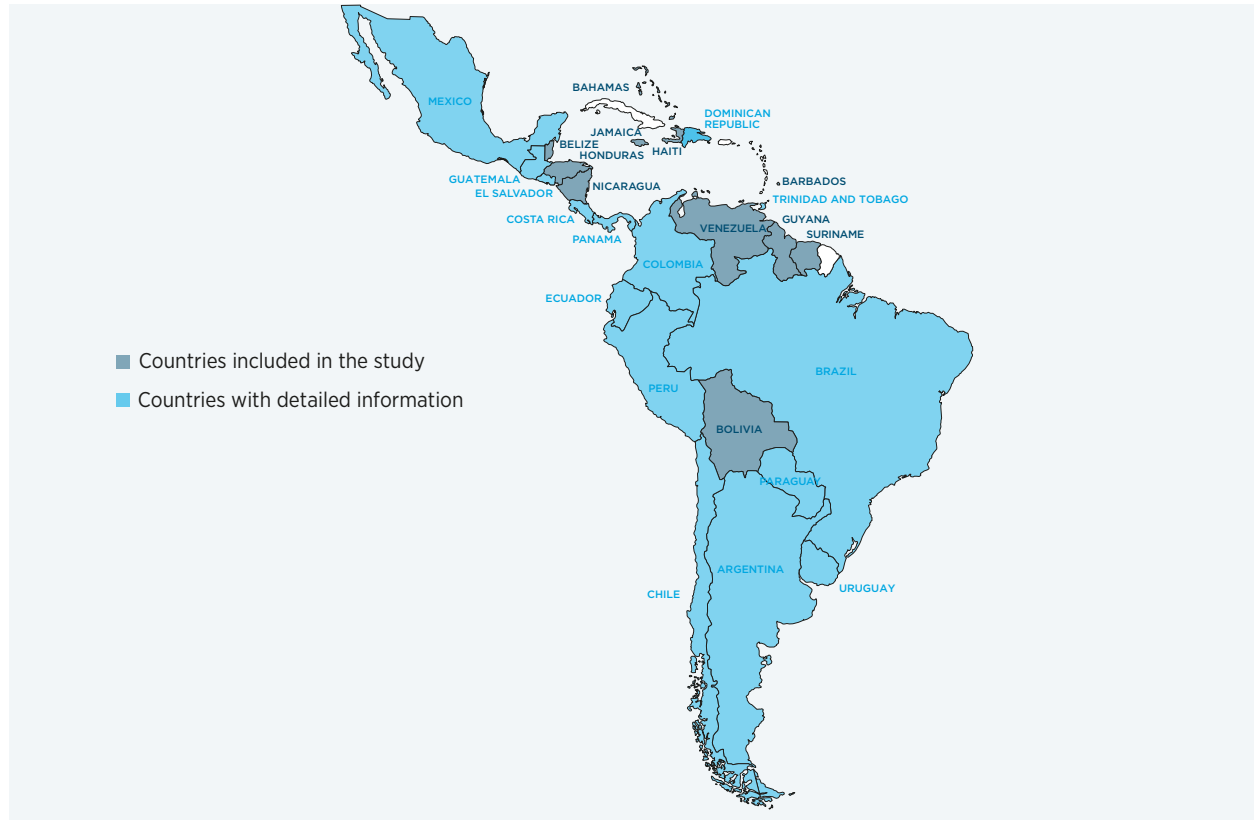 BAHAMAS
MEXICO
DOMINICAN
REPUBLIC
JAMAICA
BELIZE
HONDURAS
HAITI
GUATEMALA
EL SALVADOR
NICARAGUA
BARBADOS
TRINIDAD AND TOBAGO
COSTA RICA
GUYANA
VENEZUELA
SURINAME
PANAMA
COLOMBIA
ECUADOR
Countries included in the study
BRAZIL
PERU
Countries with detailed information
BOLIVIA
PARAGUAY
ARGENTINA
URUGUAY
CHILE